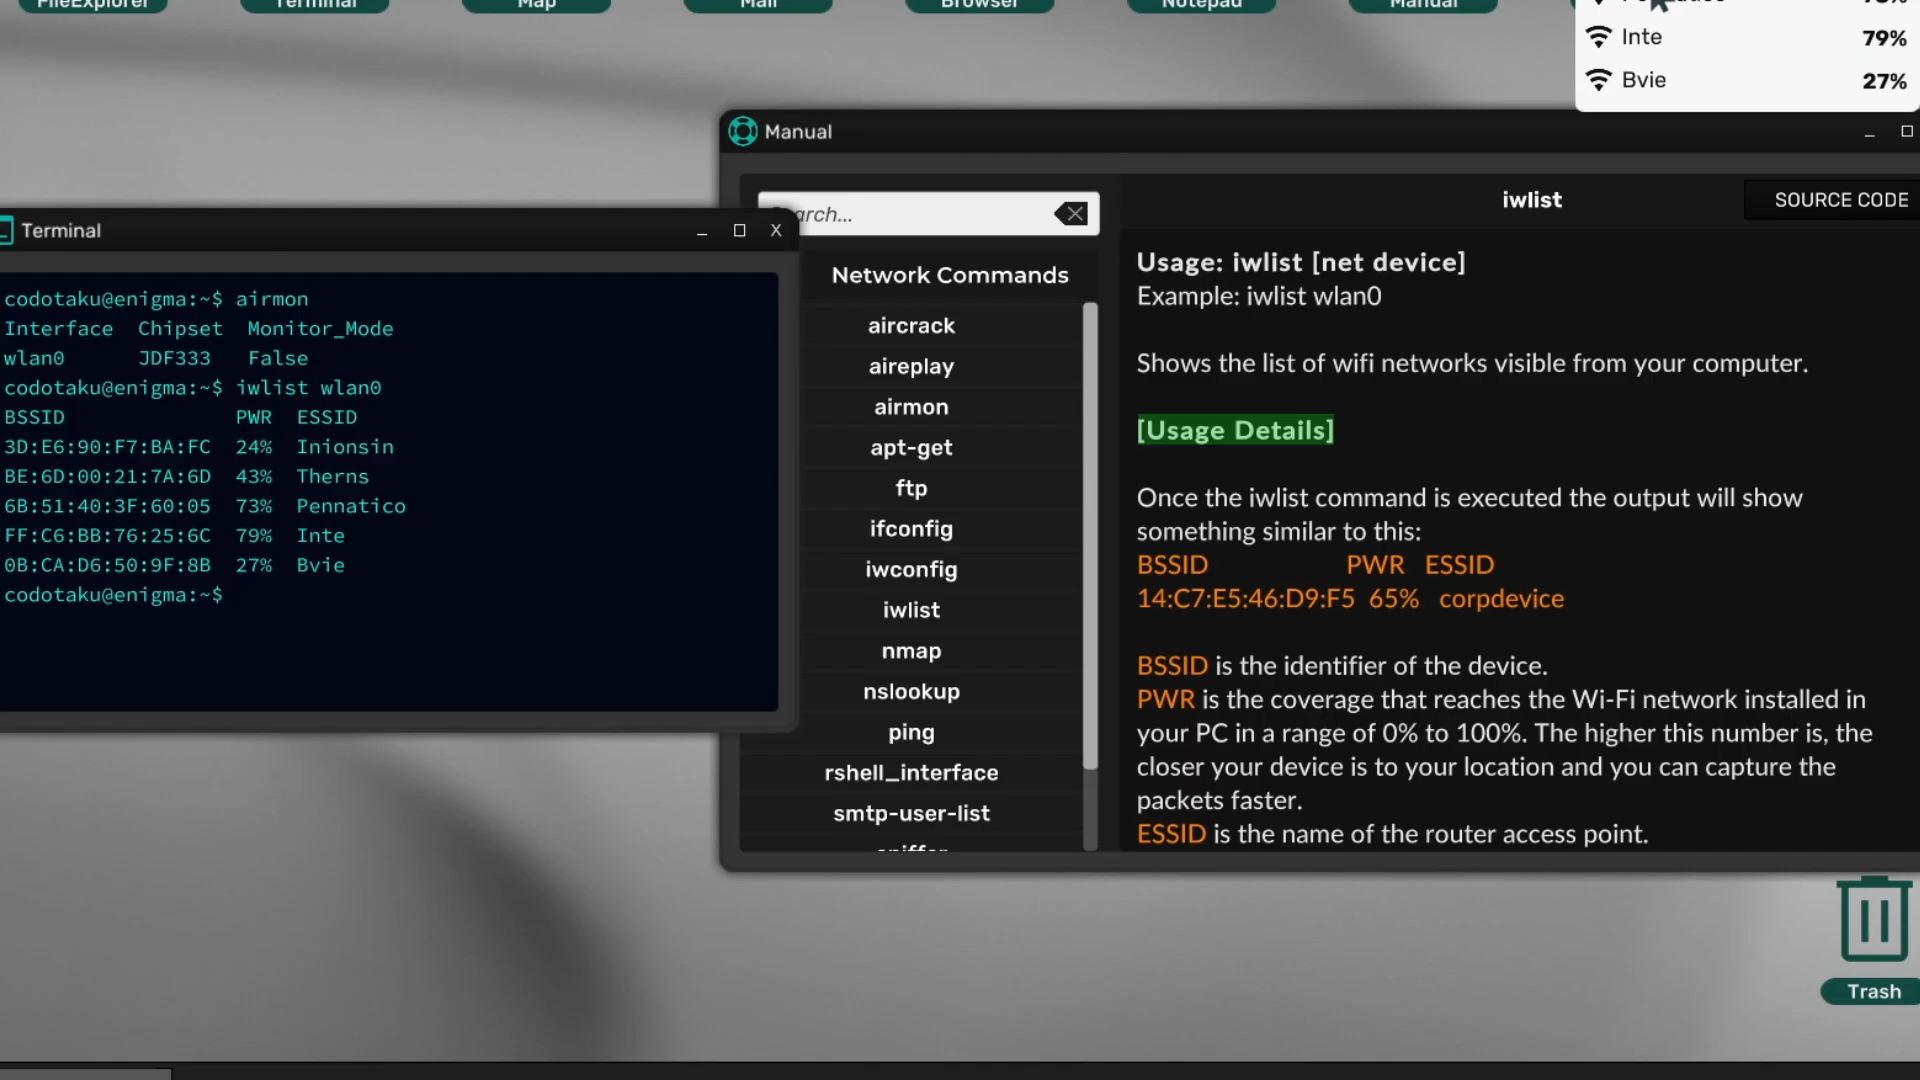 FileExplorer
Terminal
Map
Mail
Browser
Notepad
Manual
Inte 79%
Bvie 27%
Manual
iwlist
SOURCE CODE
Terminal
X
Network Commands
aircrack
aireplay
airmon
apt-get
ftp
ifconfig
iwconfig
iwlist
nmap
nslookup
ping
rshell_interface
smtp-user-list
sniffer
codotaku@enigma:~$ airmon
Interface Chipset Monitor_Mode
wlan0 JDF333 False
codotaku@enigma:~$ iwlist wlan0
BSSID PWR ESSID
3D:E6:90:F7:BA:FC 24% Inionsin
BE:6D:00:21:7A:6D 43% Therns
6B:51:40:3F:60:05 73% Pennatico
FF:C6:BB:76:25:6C 79% Inte
0B:CA:D6:50:9F:8B 27% Bvie
codotaku@enigma:~$
Usage: iwlist [net device]
Example: iwlist wlan0
Shows the list of wifi networks visible from your computer.
[Usage Details]
Once the iwlist command is executed the output will show
something similar to this:
BSSID PWR ESSID
14:C7:E5:46:D9:F5 65% corpdevice
BSSID is the identifier of the device.
PWR is the coverage that reaches the Wi-Fi network installed in
your PC in a range of 0% to 100%. The higher this number is, the
closer your device is to your location and you can capture the
packets faster.
ESSID is the name of the router access point.
Trash